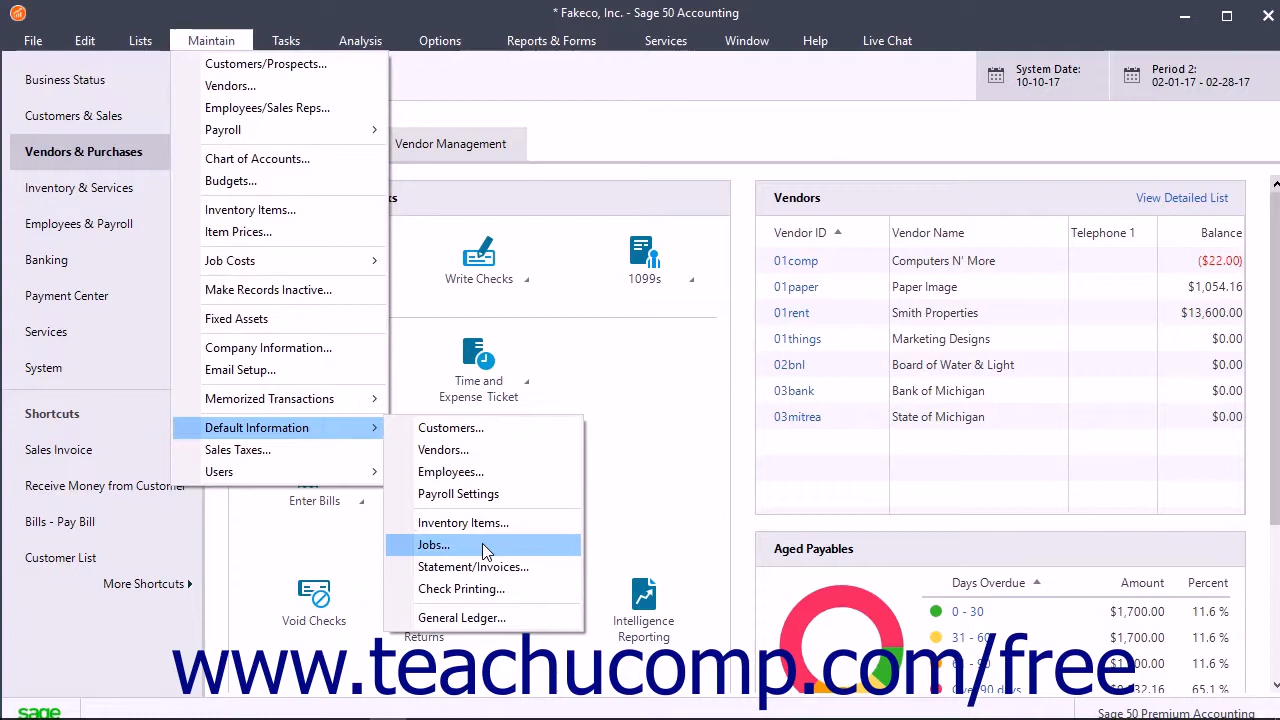 * Fakeco, Inc. - Sage 50 Accounting
File Edit Lists Maintain Tasks Analysis Options Reports & Forms Services Window Help Live Chat
System Date:
10-10-17
Period 2:
02-01-17 - 02-28-17
Business Status
Customers & Sales
Vendors & Purchases
Inventory & Services
Employees & Payroll
Banking
Payment Center
Services
System
Shortcuts
Sales Invoice
Receive Money from Customer
Bills - Pay Bill
Customer List
More Shortcuts
Customers/Prospects...
Vendors...
Employees/Sales Reps...
Payroll
Chart of Accounts...
Budgets...
Inventory Items...
Item Prices...
Job Costs
Make Records Inactive...
Fixed Assets
Company Information...
Email Setup...
Memorized Transactions
Default Information
Sales Taxes...
Users
Customers...
Vendors...
Employees...
Payroll Settings
Inventory Items...
Jobs...
Statement/Invoices...
Check Printing...
General Ledger...
Vendor Management
ks
Write Checks
1099s
Time and
Expense Ticket
Enter Bills
Void Checks
Returns
Intelligence
Reporting
Vendors View Detailed List
Vendor ID Vendor Name Telephone 1 Balance
01comp Computers N' More ($22.00)
01paper Paper Image $1,054.16
01rent Smith Properties $13,600.00
01things Marketing Designs $0.00
02bnl Board of Water & Light $0.00
03bank Bank of Michigan $0.00
03mitrea State of Michigan $0.00
Aged Payables
Days Overdue Amount Percent
0 - 30 $1,700.00 11.6 %
31 - 60 $1,700.00 11.6 %
11.6 %
Over 90 days 65.1 %
www.teachucomp.com/free
sage
Sage 50 Premium Accounting